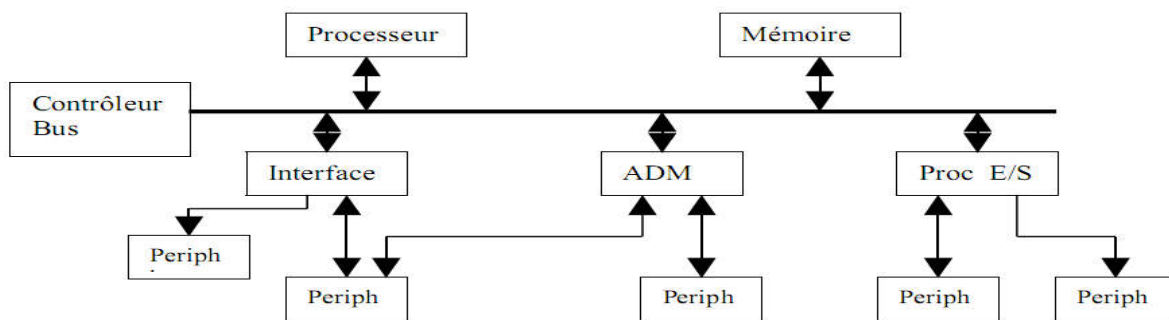 Processeur
Mémoire
Contrôleur
Bus
Interface
ADM
Proc E/S
Periph
Periph
Periph
Periph
Periph